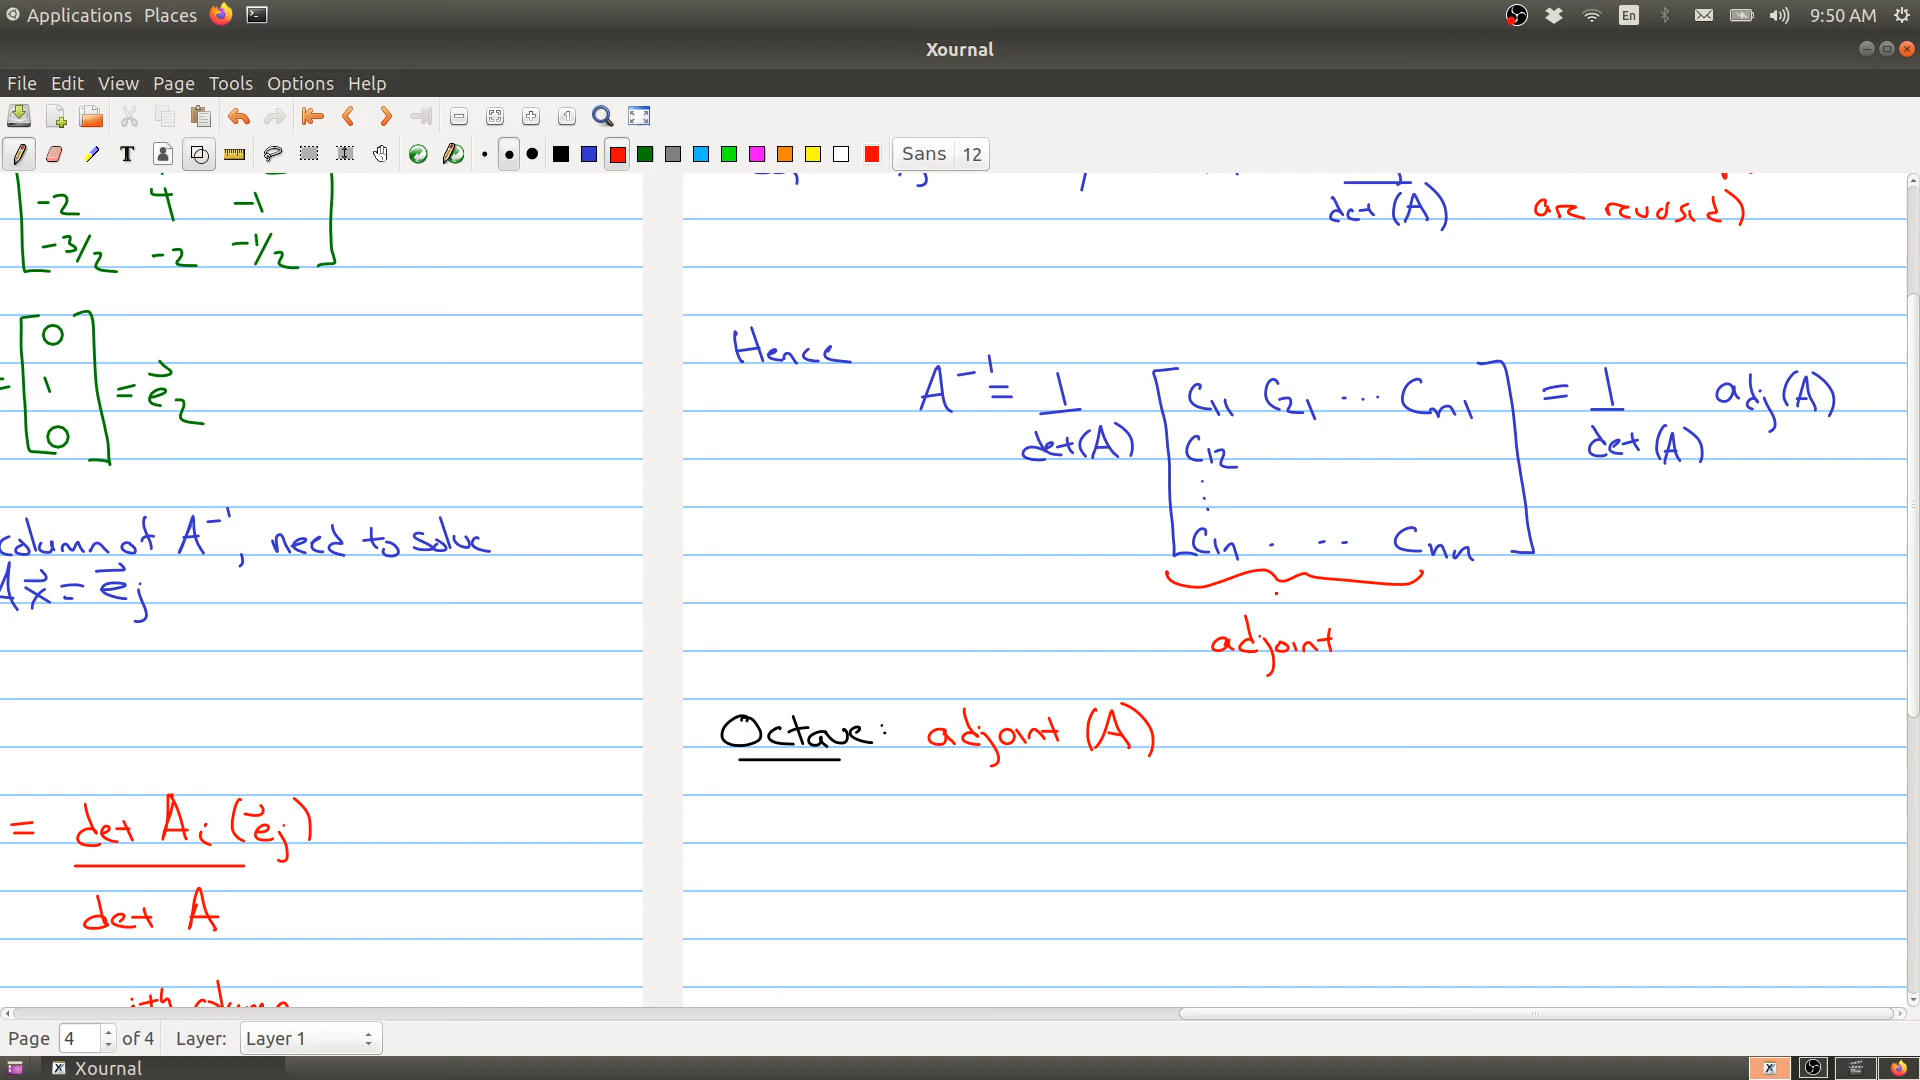 Applications Places En 9:50 AM
Xournal
File Edit View Page Tools Options Help
Sans 12
-2 4 -1
-3/2 -2 -1/2
= [0 1 0] = e⃗2
column of A⁻¹, need to solve
Ax⃗ = e⃗j
= det Ai (e⃗j)
det A
ith column
det (A) are reversed)
Hence
A⁻¹ = 1/det(A) [C11 C21 ... Cn1 = 1/det(A) adj(A)
C12
⋮
C1n . . . Cnn]
adjoint
Octave: adjoint (A)
Page 4 of 4 Layer: Layer 1
Xournal